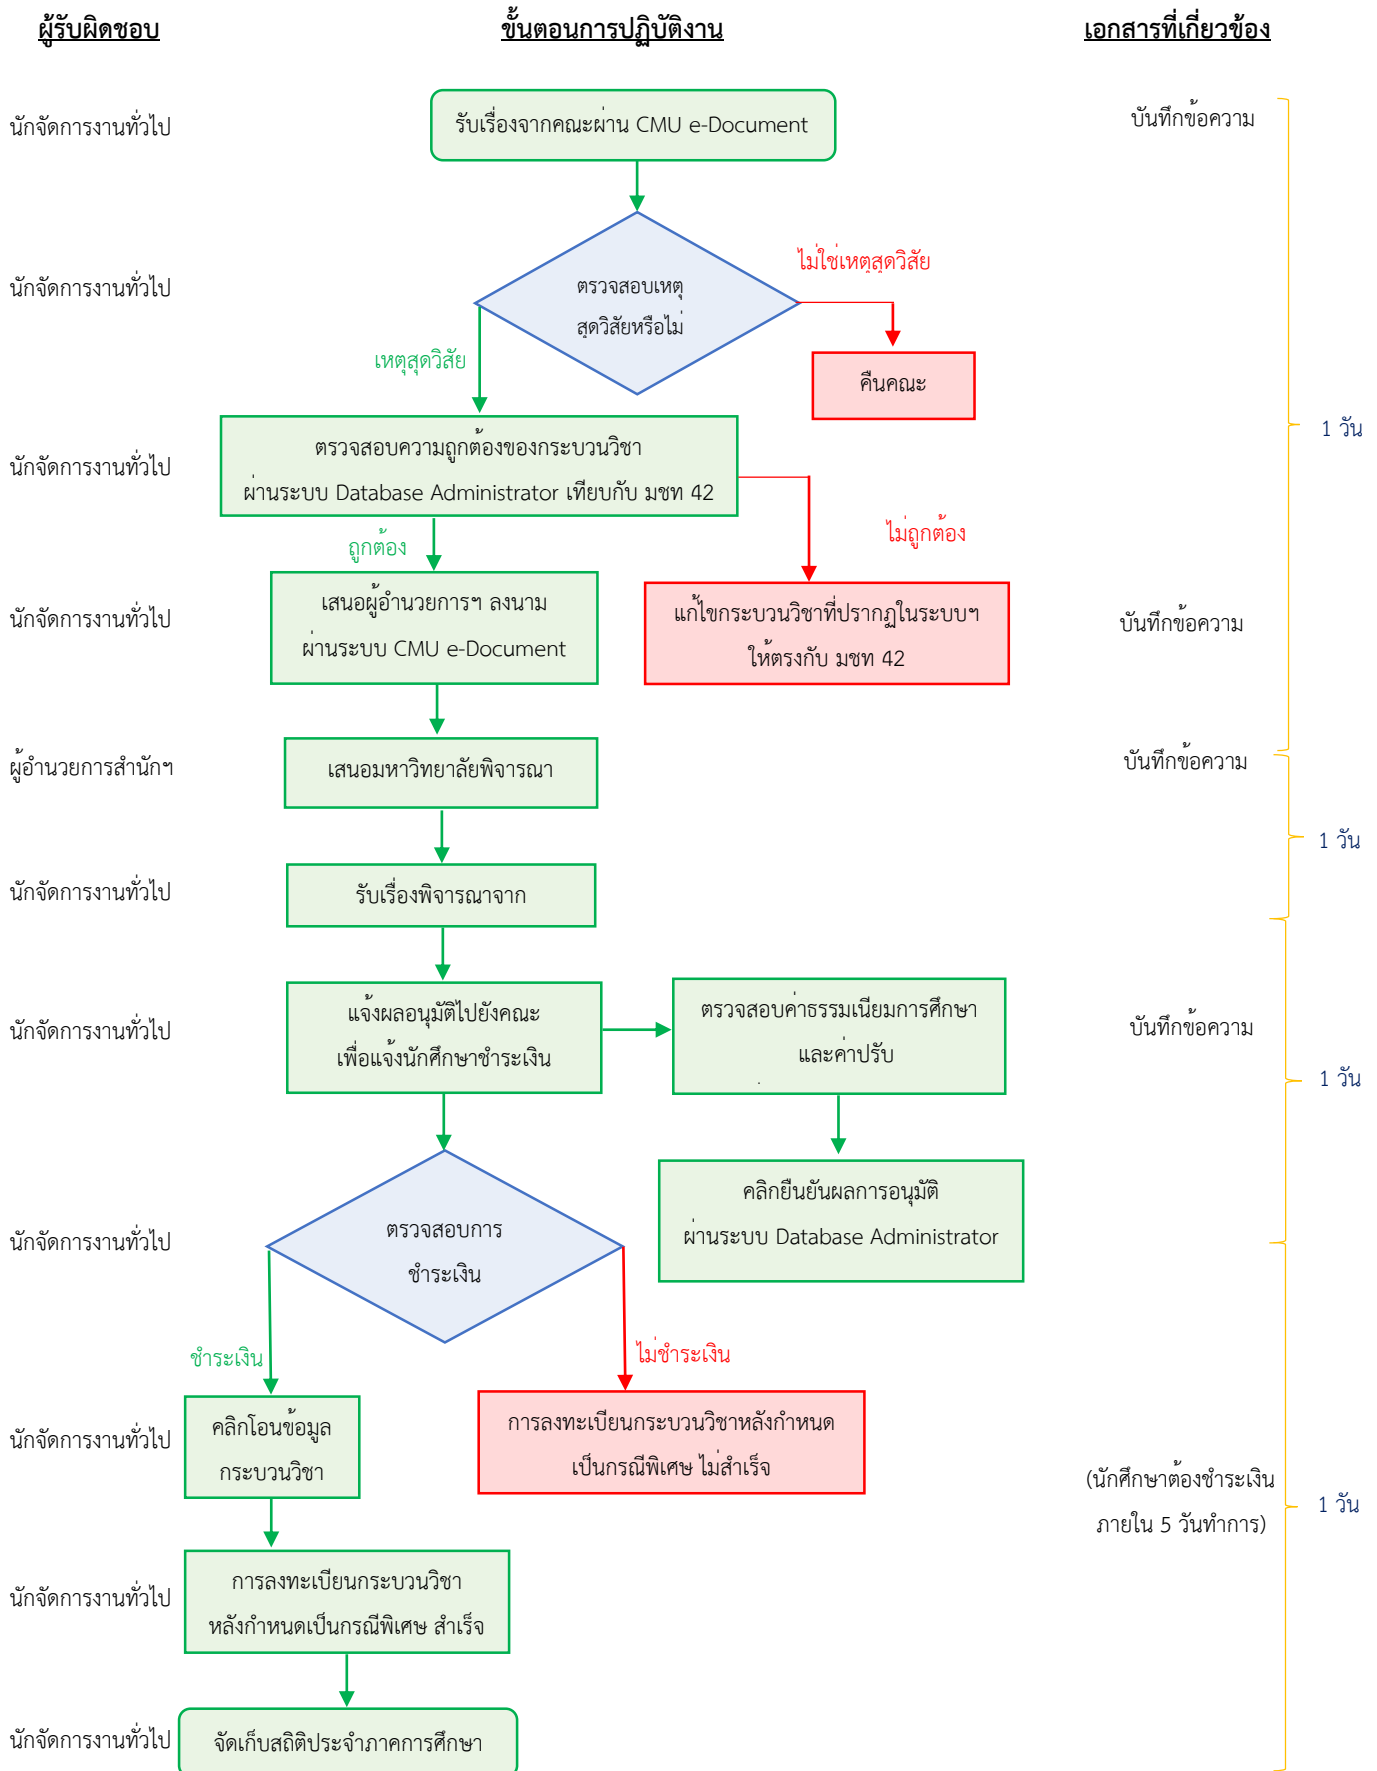 ผู้รับผิดชอบ
ขั้นตอนการปฏิบัติงาน
เอกสารที่เกี่ยวข้อง
นักจัดการงานทั่วไป
รับเรื่องจากคณะผ่าน CMU e-Document
บันทึกข้อความ
นักจัดการงานทั่วไป
ตรวจสอบเหตุ
สุดวิสัยหรือไม่
ไม่ใช่เหตุสุดวิสัย
เหตุสุดวิสัย
คืนคณะ
1 วัน
นักจัดการงานทั่วไป
ตรวจสอบความถูกต้องของกระบวนวิชา
ผ่านระบบ Database Administrator เทียบกับ มชท 42
ถูกต้อง
ไม่ถูกต้อง
นักจัดการงานทั่วไป
เสนอผู้อำนวยการฯ ลงนาม
ผ่านระบบ CMU e-Document
แก้ไขกระบวนวิชาที่ปรากฏในระบบฯ
ให้ตรงกับ มชท 42
บันทึกข้อความ
ผู้อำนวยการสำนักฯ
เสนอมหาวิทยาลัยพิจารณา
บันทึกข้อความ
1 วัน
นักจัดการงานทั่วไป
รับเรื่องพิจารณาจาก
นักจัดการงานทั่วไป
แจ้งผลอนุมัติไปยังคณะ
เพื่อแจ้งนักศึกษาชำระเงิน
ตรวจสอบค่าธรรมเนียมการศึกษา
และค่าปรับ
บันทึกข้อความ
1 วัน
คลิกยืนยันผลการอนุมัติ
ผ่านระบบ Database Administrator
นักจัดการงานทั่วไป
ตรวจสอบการ
ชำระเงิน
ชำระเงิน
ไม่ชำระเงิน
นักจัดการงานทั่วไป
คลิกโอนข้อมูล
กระบวนวิชา
การลงทะเบียนกระบวนวิชาหลังกำหนด
เป็นกรณีพิเศษ ไม่สำเร็จ
(นักศึกษาต้องชำระเงิน
ภายใน 5 วันทำการ)
1 วัน
นักจัดการงานทั่วไป
การลงทะเบียนกระบวนวิชา
หลังกำหนดเป็นกรณีพิเศษ สำเร็จ
นักจัดการงานทั่วไป
จัดเก็บสถิติประจำภาคการศึกษา